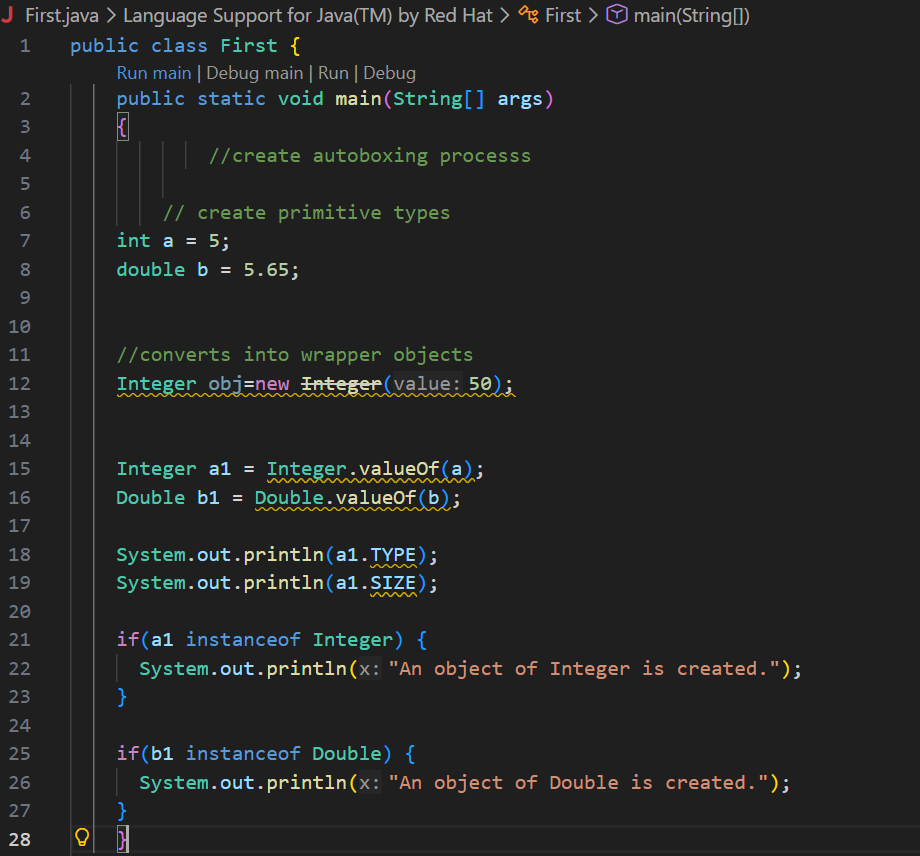 First.java > Language Support for Java(TM) by Red Hat > First > main(String[])
1 public class First {
Run main | Debug main | Run | Debug
2 public static void main(String[] args)
3 {
4 //create autoboxing processs
5
6 // create primitive types
7 int a = 5;
8 double b = 5.65;
9
10
11 //converts into wrapper objects
12 Integer obj=new Integer(value: 50);
13
14
15 Integer a1 = Integer.valueOf(a);
16 Double b1 = Double.valueOf(b);
17
18 System.out.println(a1.TYPE);
19 System.out.println(a1.SIZE);
20
21 if(a1 instanceof Integer) {
22 System.out.println(x: "An object of Integer is created.");
23 }
24
25 if(b1 instanceof Double) {
26 System.out.println(x: "An object of Double is created.");
27 }
28 }